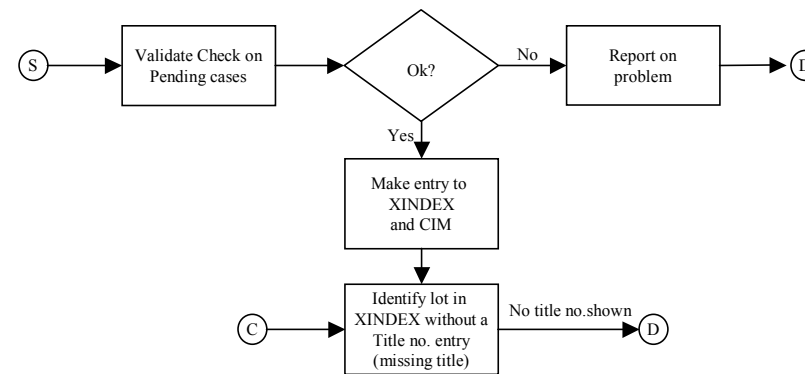 S
Validate Check on
Pending cases
Ok?
No
Report on
problem
Yes
Make entry to
XINDEX
and CIM
C
Identify lot in
XINDEX without a
Title no. entry
(missing title)
No title no.shown
D